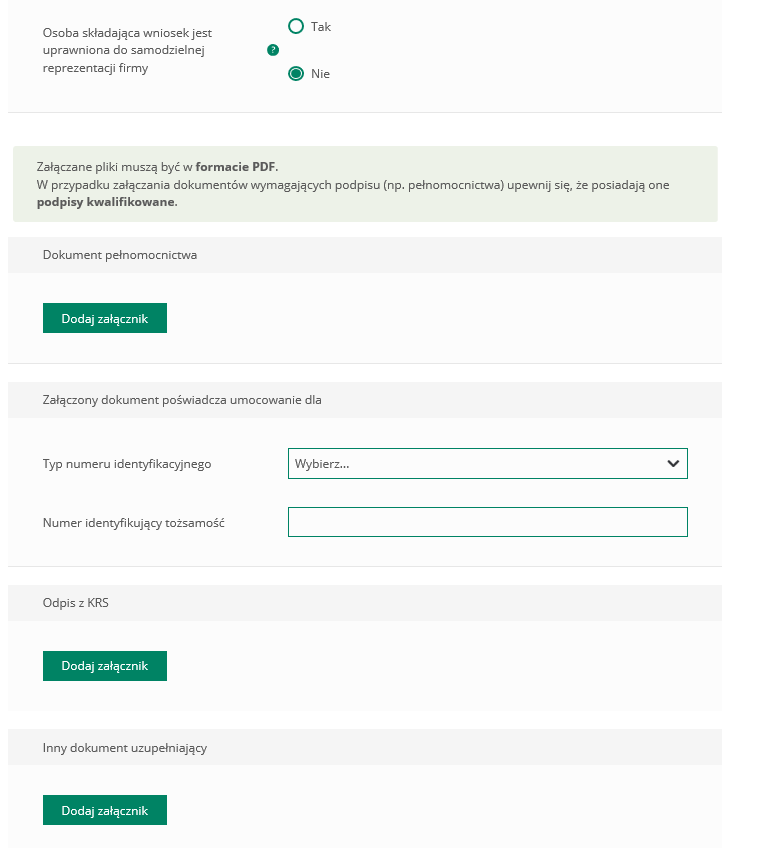 Osoba składająca wniosek jest
uprawniona do samodzielnej
reprezentacji firmy
?
Tak
Nie
Załączane pliki muszą być w formacie PDF.
W przypadku załączania dokumentów wymagających podpisu (np. pełnomocnictwa) upewnij się, że posiadają one
podpisy kwalifikowane.
Dokument pełnomocnictwa
Dodaj załącznik
Załączony dokument poświadcza umocowanie dla
Typ numeru identyfikacyjnego
Wybierz...
Numer identyfikujący tożsamość
Odpis z KRS
Dodaj załącznik
Inny dokument uzupełniający
Dodaj załącznik